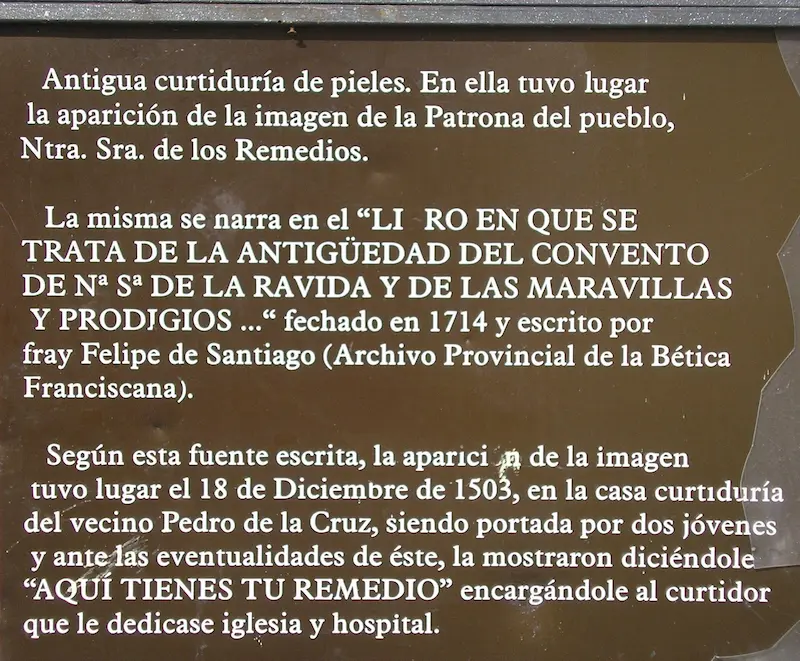 Antigua curtiduría de pieles. En ella tuvo lugar
la aparición de la imagen de la Patrona del pueblo,
Ntra. Sra. de los Remedios.
La misma se narra en el “LI RO EN QUE SE
TRATA DE LA ANTIGÜEDAD DEL CONVENTO
DE Nª Sª DE LA RAVIDA Y DE LAS MARAVILLAS
Y PRODIGIOS ...“ fechado en 1714 y escrito por
fray Felipe de Santiago (Archivo Provincial de la Bética
Franciscana).
Según esta fuente escrita, la aparici n de la imagen
tuvo lugar el 18 de Diciembre de 1503, en la casa curtiduría
del vecino Pedro de la Cruz, siendo portada por dos jóvenes
y ante las eventualidades de éste, la mostraron diciéndole
“AQUÍ TIENES TU REMEDIO” encargándole al curtidor
que le dedicase iglesia y hospital.